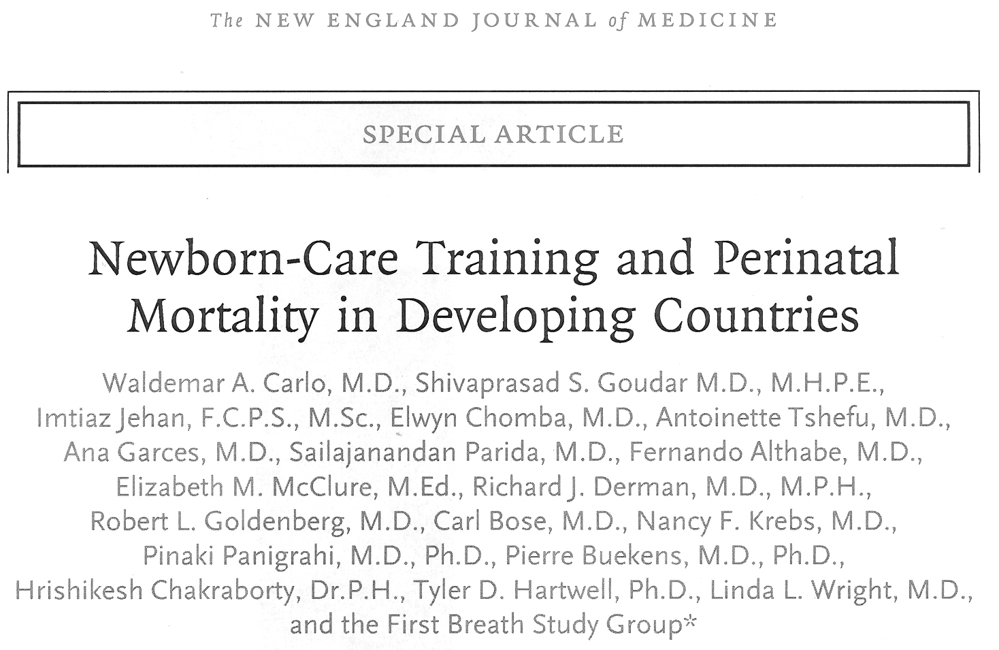 The NEW ENGLAND JOURNAL of MEDICINE
SPECIAL ARTICLE
Newborn-Care Training and Perinatal
Mortality in Developing Countries
Waldemar A. Carlo, M.D., Shivaprasad S. Goudar M.D., M.H.P.E.,
Imtiaz Jehan, F.C.P.S., M.Sc., Elwyn Chomba, M.D., Antoinette Tshefu, M.D.,
Ana Garces, M.D., Sailajanandan Parida, M.D., Fernando Althabe, M.D.,
Elizabeth M. McClure, M.Ed., Richard J. Derman, M.D., M.P.H.,
Robert L. Goldenberg, M.D., Carl Bose, M.D., Nancy F. Krebs, M.D.,
Pinaki Panigrahi, M.D., Ph.D., Pierre Buekens, M.D., Ph.D.,
Hrishikesh Chakraborty, Dr.P.H., Tyler D. Hartwell, Ph.D., Linda L. Wright, M.D.,
and the First Breath Study Group*